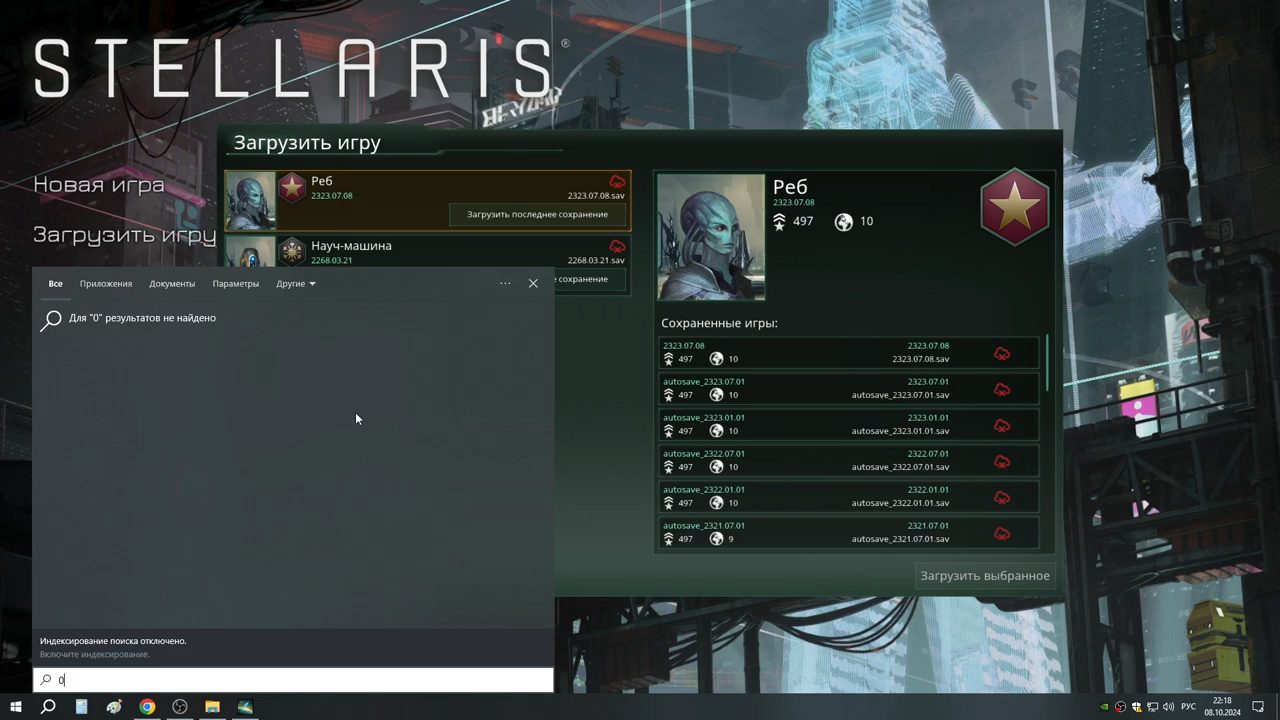 STELLARIS®
BEYOND
Загрузить игру
Новая игра
Загрузить игру
Реб
2323.07.08
2323.07.08.sav
Загрузить последнее сохранение
Науч-машина
2268.03.21
2268.03.21.sav
е сохранение
Реб
2323.07.08
497
10
Сохраненные игры:
2323.07.08 2323.07.08
497 10 2323.07.08.sav
autosave_2323.07.01 2323.07.01
497 10 autosave_2323.07.01.sav
autosave_2323.01.01 2323.01.01
497 10 autosave_2323.01.01.sav
autosave_2322.07.01 2322.07.01
497 10 autosave_2322.07.01.sav
autosave_2322.01.01 2322.01.01
497 10 autosave_2322.01.01.sav
autosave_2321.07.01 2321.07.01
497 9 autosave_2321.07.01.sav
Загрузить выбранное
Все Приложения Документы Параметры Другие
Для "0" результатов не найдено
Индексирование поиска отключено.
Включите индексирование.
0
РУС
22:18
08.10.2024